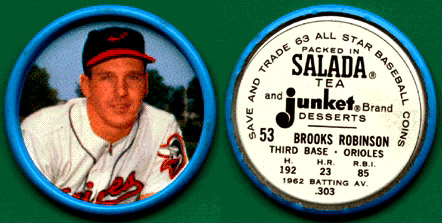 SAVE AND TRADE 63 ALL STAR BASEBALL COINS
PACKED IN
SALADA®
TEA
and junket® Brand
DESSERTS
53 BROOKS ROBINSON
THIRD BASE · ORIOLES
H. H.R. R.B.I.
192 23 85
1962 BATTING AV.
.303